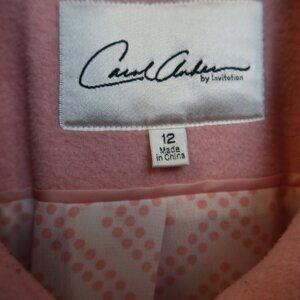 Carol Anderson
by Invitation
12
Made
in China